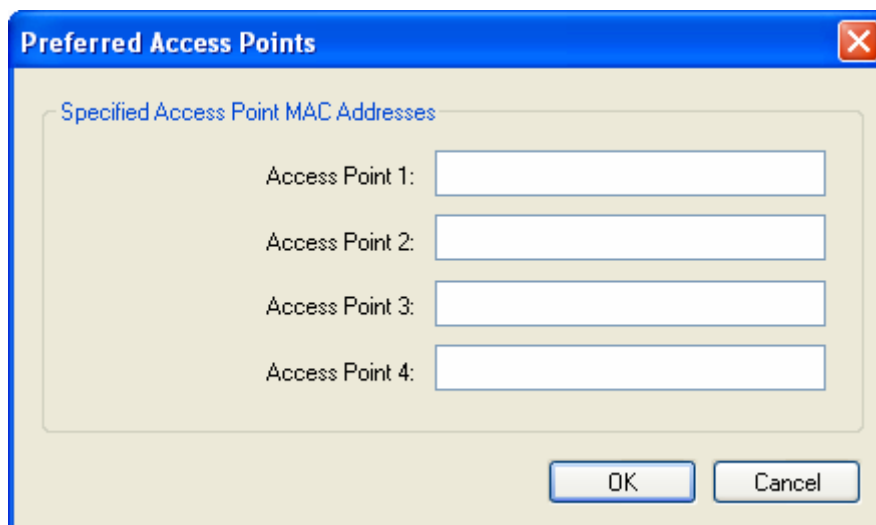 Preferred Access Points
Specified Access Point MAC Addresses
Access Point 1:
Access Point 2:
Access Point 3:
Access Point 4:
OK
Cancel